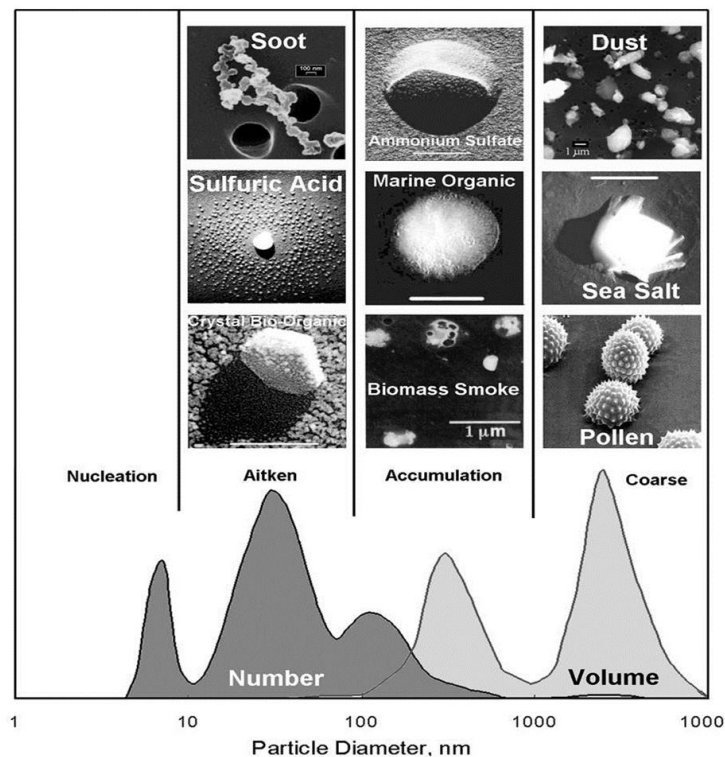 Soot
100 nm
Ammonium Sulfate
Dust
1 μm
Sulfuric Acid
Marine Organic
Sea Salt
Crystal Bio-Organic
Biomass Smoke
1 μm
Pollen
Nucleation
Aitken
Accumulation
Coarse
Number
Volume
1
10
100
1000
1000
Particle Diameter, nm